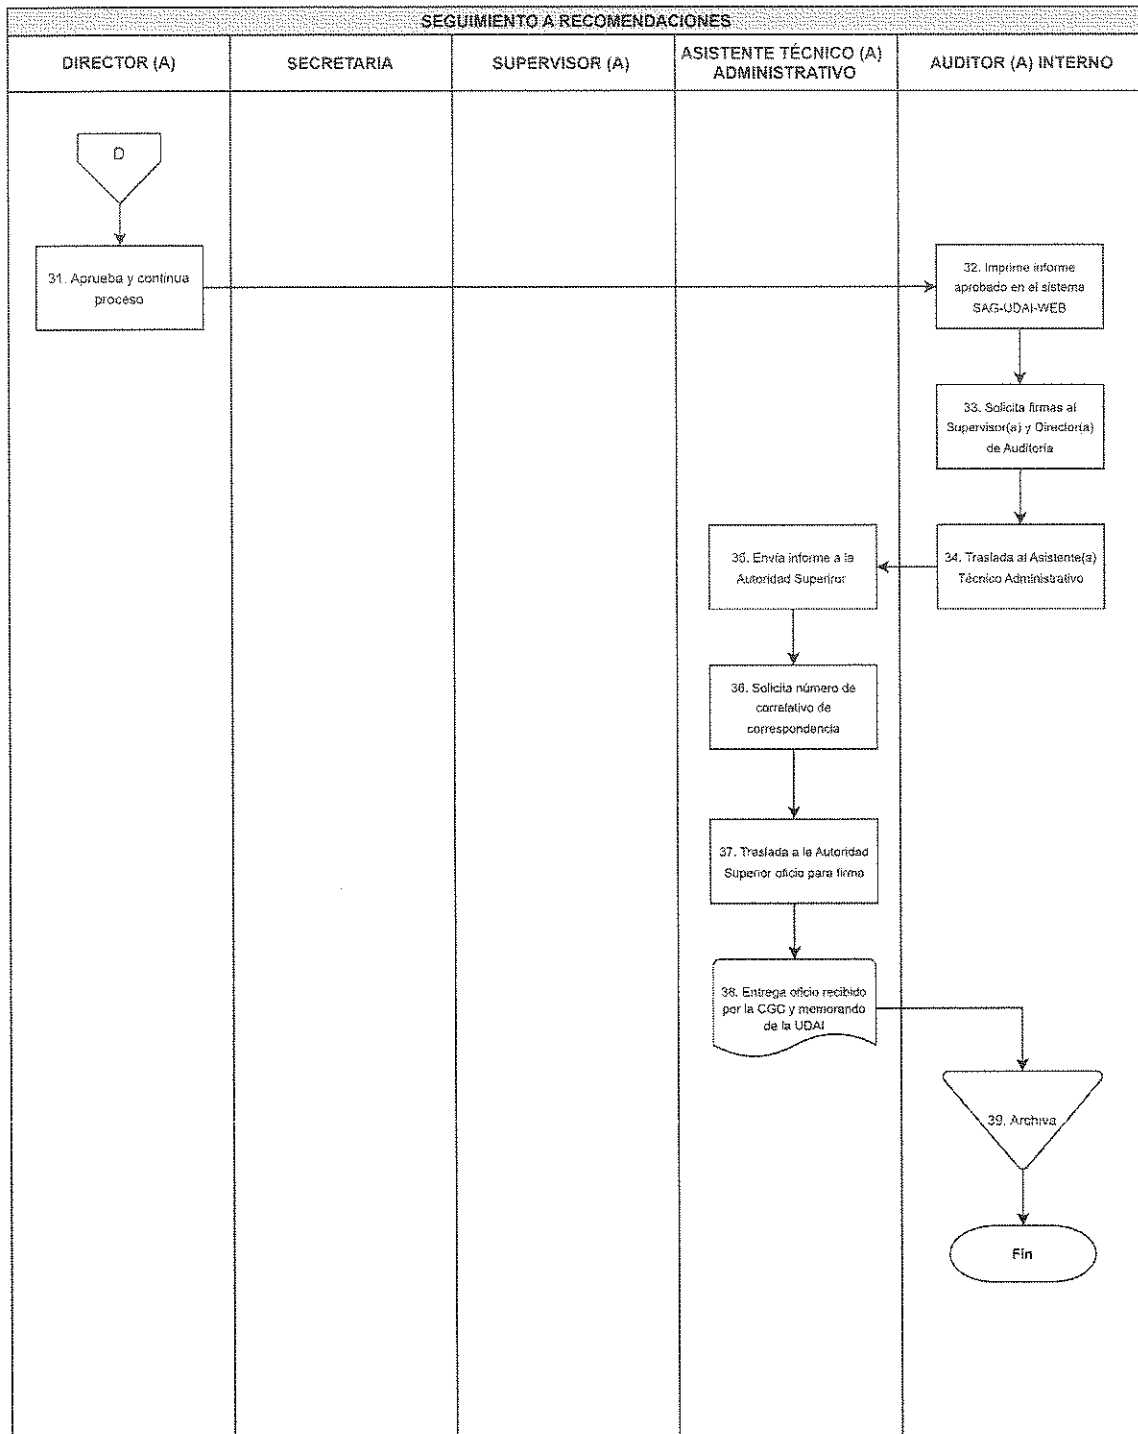 SEGUIMIENTO A RECOMENDACIONES
DIRECTOR (A)
SECRETARIA
SUPERVISOR (A)
ASISTENTE TÉCNICO (A)
ADMINISTRATIVO
AUDITOR (A) INTERNO
D
31. Aprueba y continua
proceso
32. Imprime informe
aprobado en el sistema
SAG-UDAI-WEB
33. Solicita firmas al
Supervisor(a) y Director(a)
de Auditoría
34. Traslada al Asistente(a)
Técnico Administrativo
35. Envía informe a la
Autoridad Superiror
36. Solicita número de
correlativo de
correspondencia
37. Traslada a la Autoridad
Superior oficio para firma
38. Entrega oficio recibido
por la CGC y memorando
de la UDAI
39. Archiva
Fin